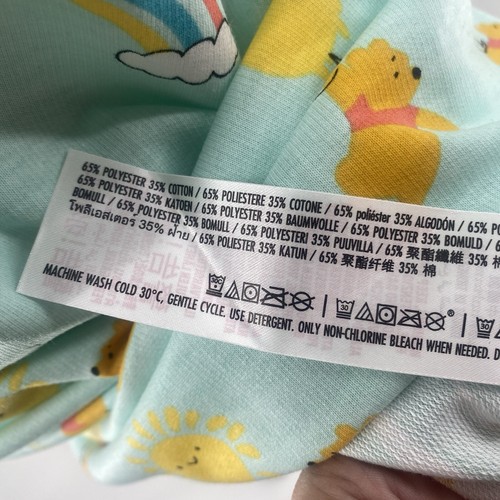 65% POLYESTER 35% COTTON / 65% POLIESTERE 35% COTONE / 65% poliéster 35% ALGODÓN / 65% PO
65% POLYESTER 35% KATOEN / 65% POLYESTER 35% BAUMWOLLE / 65% POLYESTER 35% BOMULD / 6
BOMULL / 65% POLYESTER 35% BOMULL / 65% POLYESTERI 35% PUUVILLA / 65% 聚酯纖維 35% 棉
โพลีเอสเตอร์ 35% ฝ้าย / 65% POLIESTER 35% KATUN / 65% 聚酯纤维 35% 棉
30°C 30 30
MACHINE WASH COLD 30°C, GENTLE CYCLE. USE DETERGENT. ONLY NON-CHLORINE BLEACH WHEN NEEDED. D